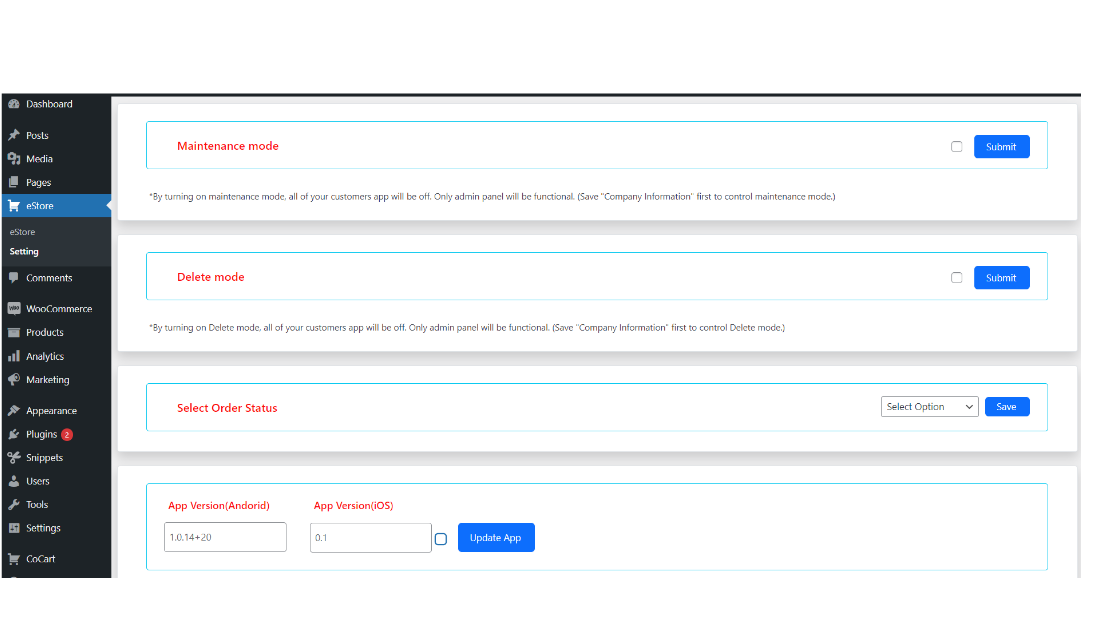 Dashboard
Posts
Media
Pages
eStore
eStore
Setting
Comments
WOO WooCommerce
Products
Analytics
Marketing
Appearance
Plugins 2
Snippets
Users
Tools
Settings
CoCart
Maintenance mode
Submit
*By turning on maintenance mode, all of your customers app will be off. Only admin panel will be functional. (Save "Company Information" first to control maintenance mode.)
Delete mode
Submit
*By turning on Delete mode, all of your customers app will be off. Only admin panel will be functional. (Save "Company Information" first to control Delete mode.)
Select Order Status
Select Option
Save
App Version(Andorid) App Version(iOS)
1.0.14+20 0.1 Update App